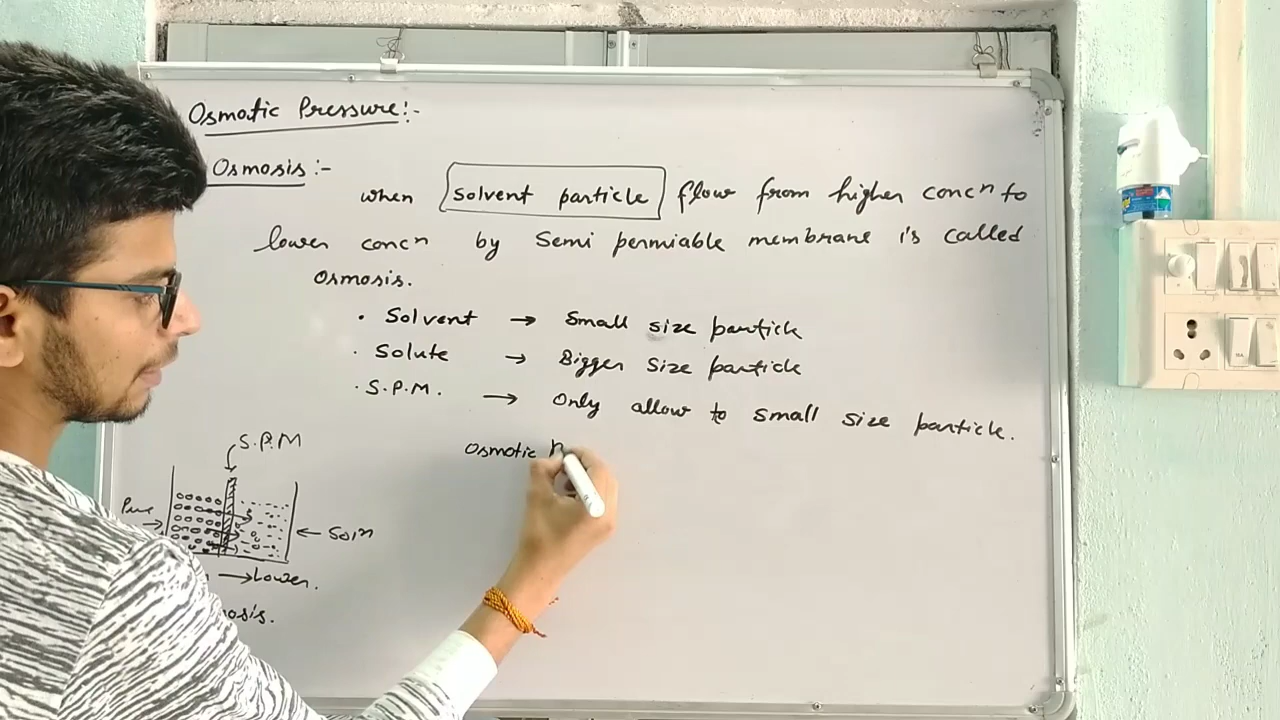 Osmotic Pressure:-
Osmosis:-
when solvent particle flow from higher concⁿ to
lower concⁿ by semi permiable membrane is called
osmosis.
• Solvent → Small size particle
• Solute → Bigger size particle
• S.P.M. → Only allow to small size particle.
Osmotic P
S.P.M
Pure
← Solⁿ
→ Lower.
osis.